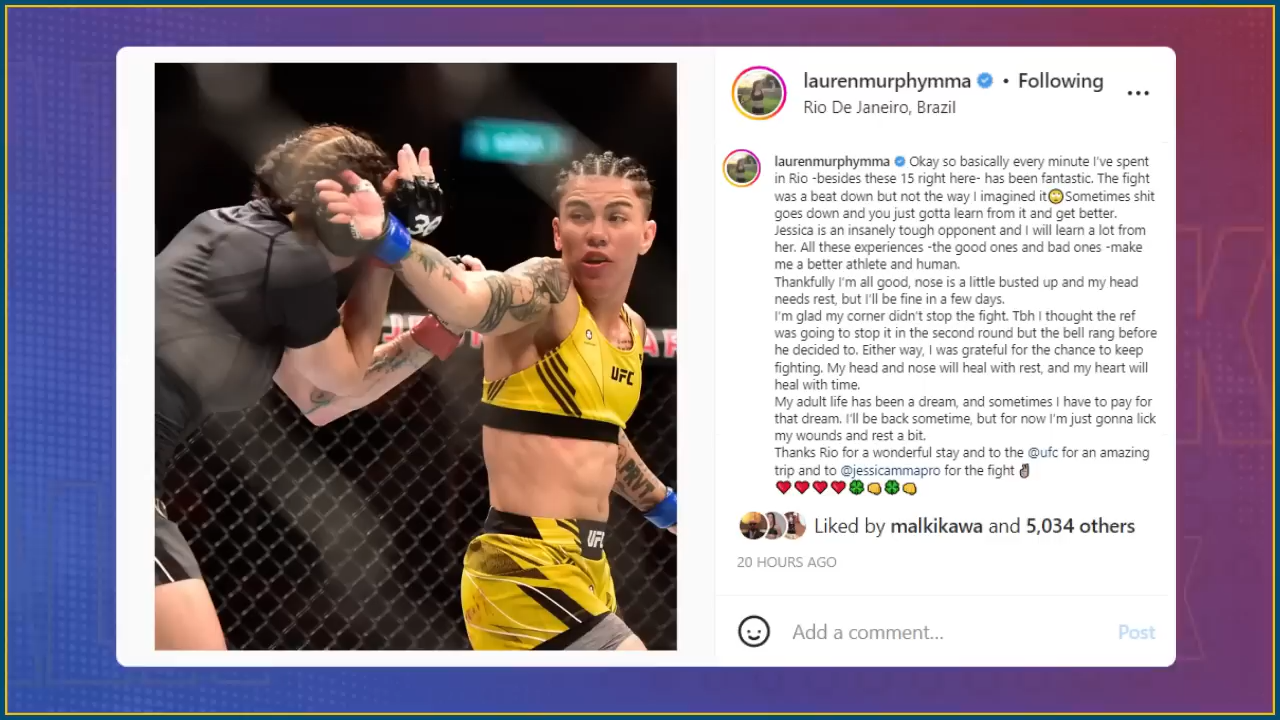 laurenmurphymma • Following
Rio De Janeiro, Brazil
...
laurenmurphymma Okay so basically every minute I've spent
in Rio -besides these 15 right here- has been fantastic. The fight
was a beat down but not the way I imagined it🙄Sometimes shit
goes down and you just gotta learn from it and get better.
Jessica is an insanely tough opponent and I will learn a lot from
her. All these experiences -the good ones and bad ones -make
me a better athlete and human.
Thankfully I'm all good, nose is a little busted up and my head
needs rest, but I'll be fine in a few days.
I'm glad my corner didn't stop the fight. Tbh I thought the ref
was going to stop it in the second round but the bell rang before
he decided to. Either way, I was grateful for the chance to keep
fighting. My head and nose will heal with rest, and my heart will
heal with time.
My adult life has been a dream, and sometimes I have to pay for
that dream. I'll be back sometime, but for now I'm just gonna lick
my wounds and rest a bit.
Thanks Rio for a wonderful stay and to the @ufc for an amazing
trip and to @jessicammapro for the fight
Liked by malkikawa and 5,034 others
20 HOURS AGO
Add a comment...
Post
30
UFC
UFC